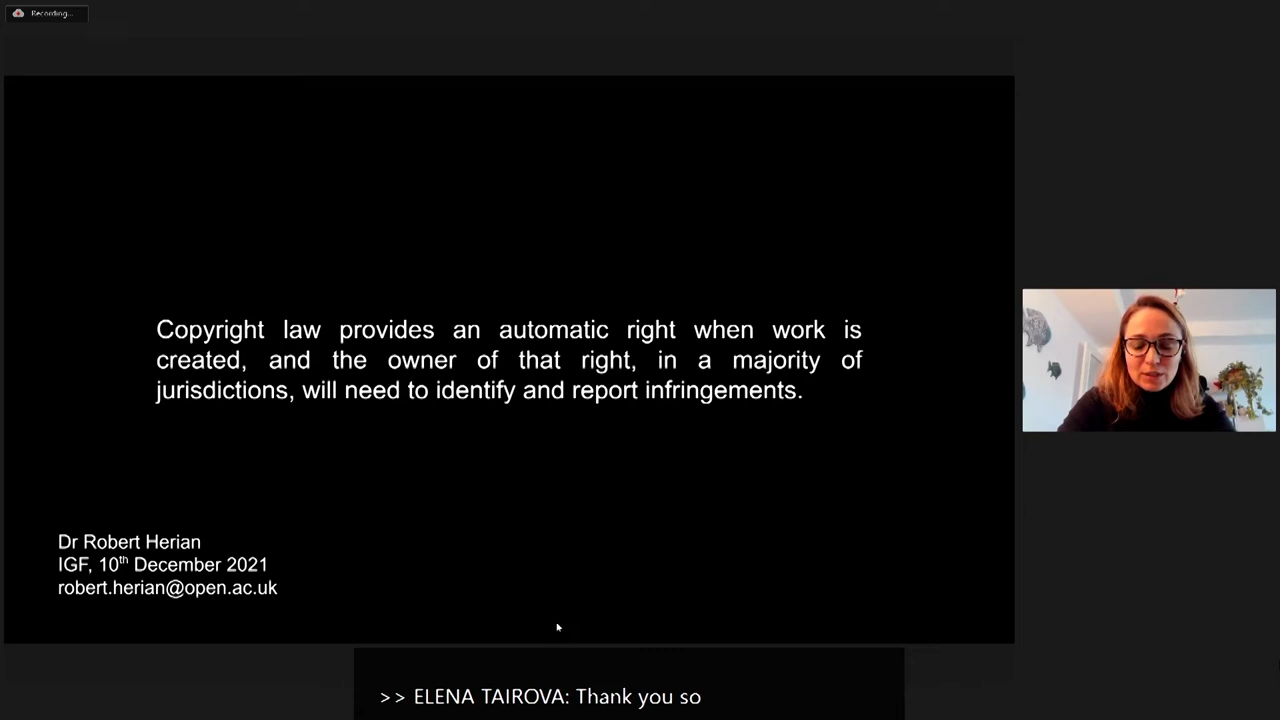 Recording...
Copyright law provides an automatic right when work is
created, and the owner of that right, in a majority of
jurisdictions, will need to identify and report infringements.
Dr Robert Herian
IGF, 10th December 2021
robert.herian@open.ac.uk
>> ELENA TAIROVA: Thank you so